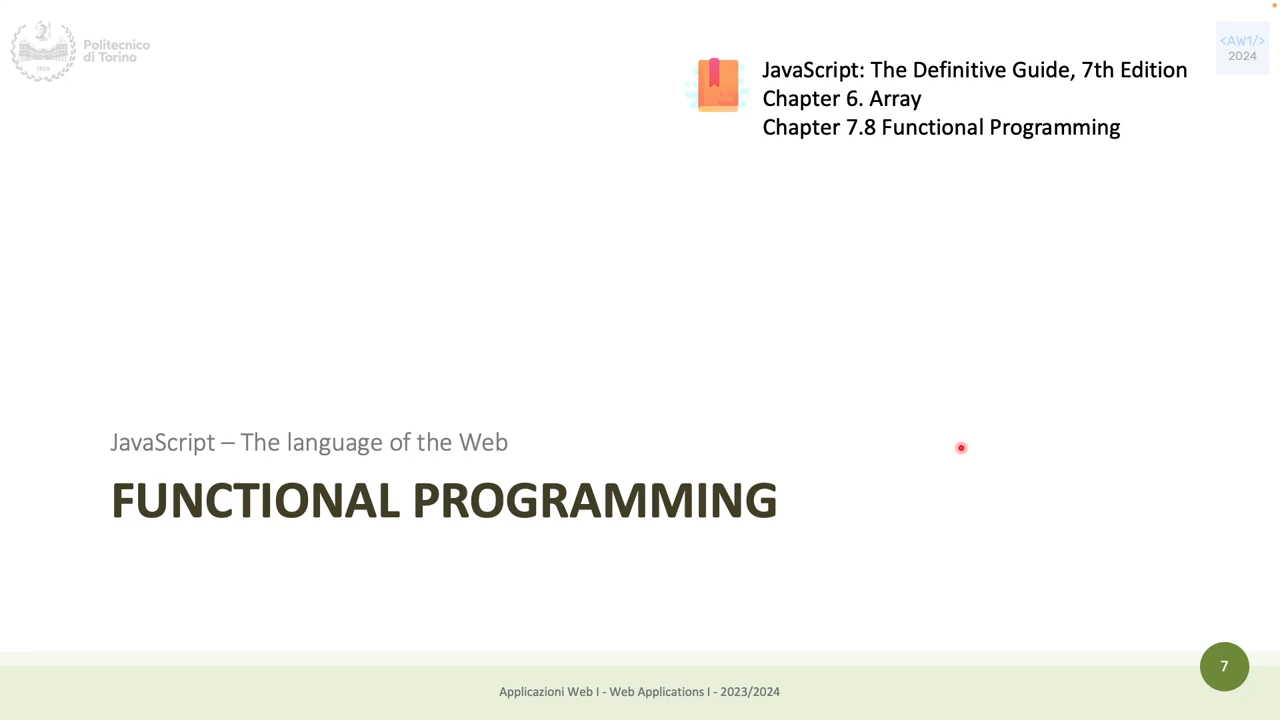 Politecnico
di Torino
1859
<AW1/>
2024
JavaScript: The Definitive Guide, 7th Edition
Chapter 6. Array
Chapter 7.8 Functional Programming
JavaScript – The language of the Web
FUNCTIONAL PROGRAMMING
7
Applicazioni Web I - Web Applications I - 2023/2024